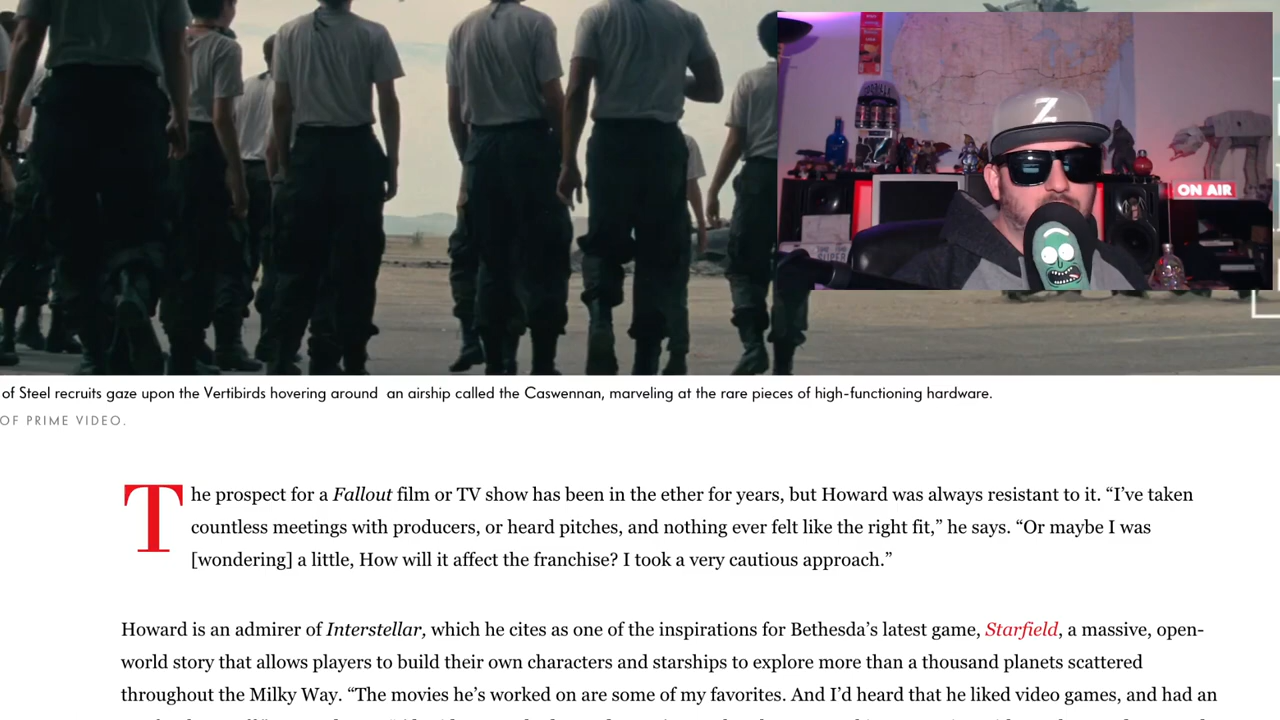 Z
ON AIR
of Steel recruits gaze upon the Vertibirds hovering around an airship called the Caswennan, marveling at the rare pieces of high-functioning hardware.
OF PRIME VIDEO.
The prospect for a Fallout film or TV show has been in the ether for years, but Howard was always resistant to it. “I’ve taken
countless meetings with producers, or heard pitches, and nothing ever felt like the right fit,” he says. “Or maybe I was
[wondering] a little, How will it affect the franchise? I took a very cautious approach.”
Howard is an admirer of Interstellar, which he cites as one of the inspirations for Bethesda’s latest game, Starfield, a massive, open-
world story that allows players to build their own characters and starships to explore more than a thousand planets scattered
throughout the Milky Way. “The movies he’s worked on are some of my favorites. And I’d heard that he liked video games, and had an